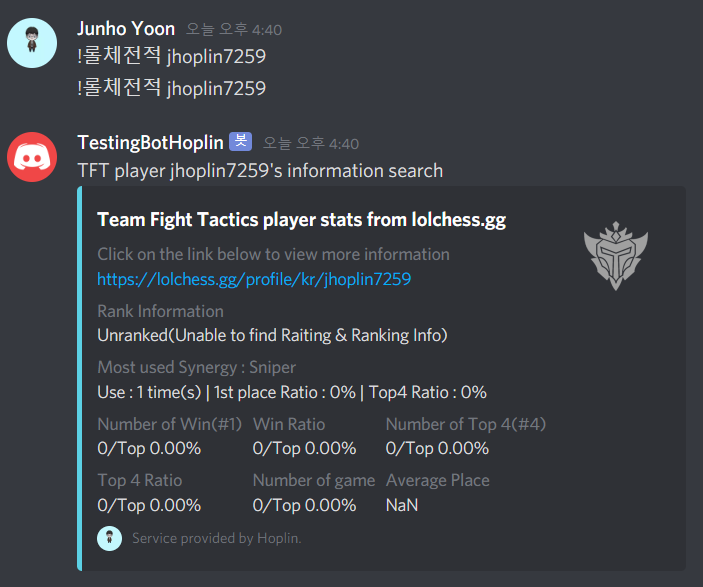 Junho Yoon 오늘 오후 4:40
!롤체전적 jhoplin7259
!롤체전적 jhoplin7259
TestingBotHoplin 봇 오늘 오후 4:40
TFT player jhoplin7259's information search
Team Fight Tactics player stats from lolchess.gg
Click on the link below to view more information
https://lolchess.gg/profile/kr/jhoplin7259
Rank Information
Unranked(Unable to find Raiting & Ranking Info)
Most used Synergy : Sniper
Use : 1 time(s) | 1st place Ratio : 0% | Top4 Ratio : 0%
Number of Win(#1) Win Ratio Number of Top 4(#4)
0/Top 0.00% 0/Top 0.00% 0/Top 0.00%
Top 4 Ratio Number of game Average Place
0/Top 0.00% 0/Top 0.00% NaN
Service provided by Hoplin.